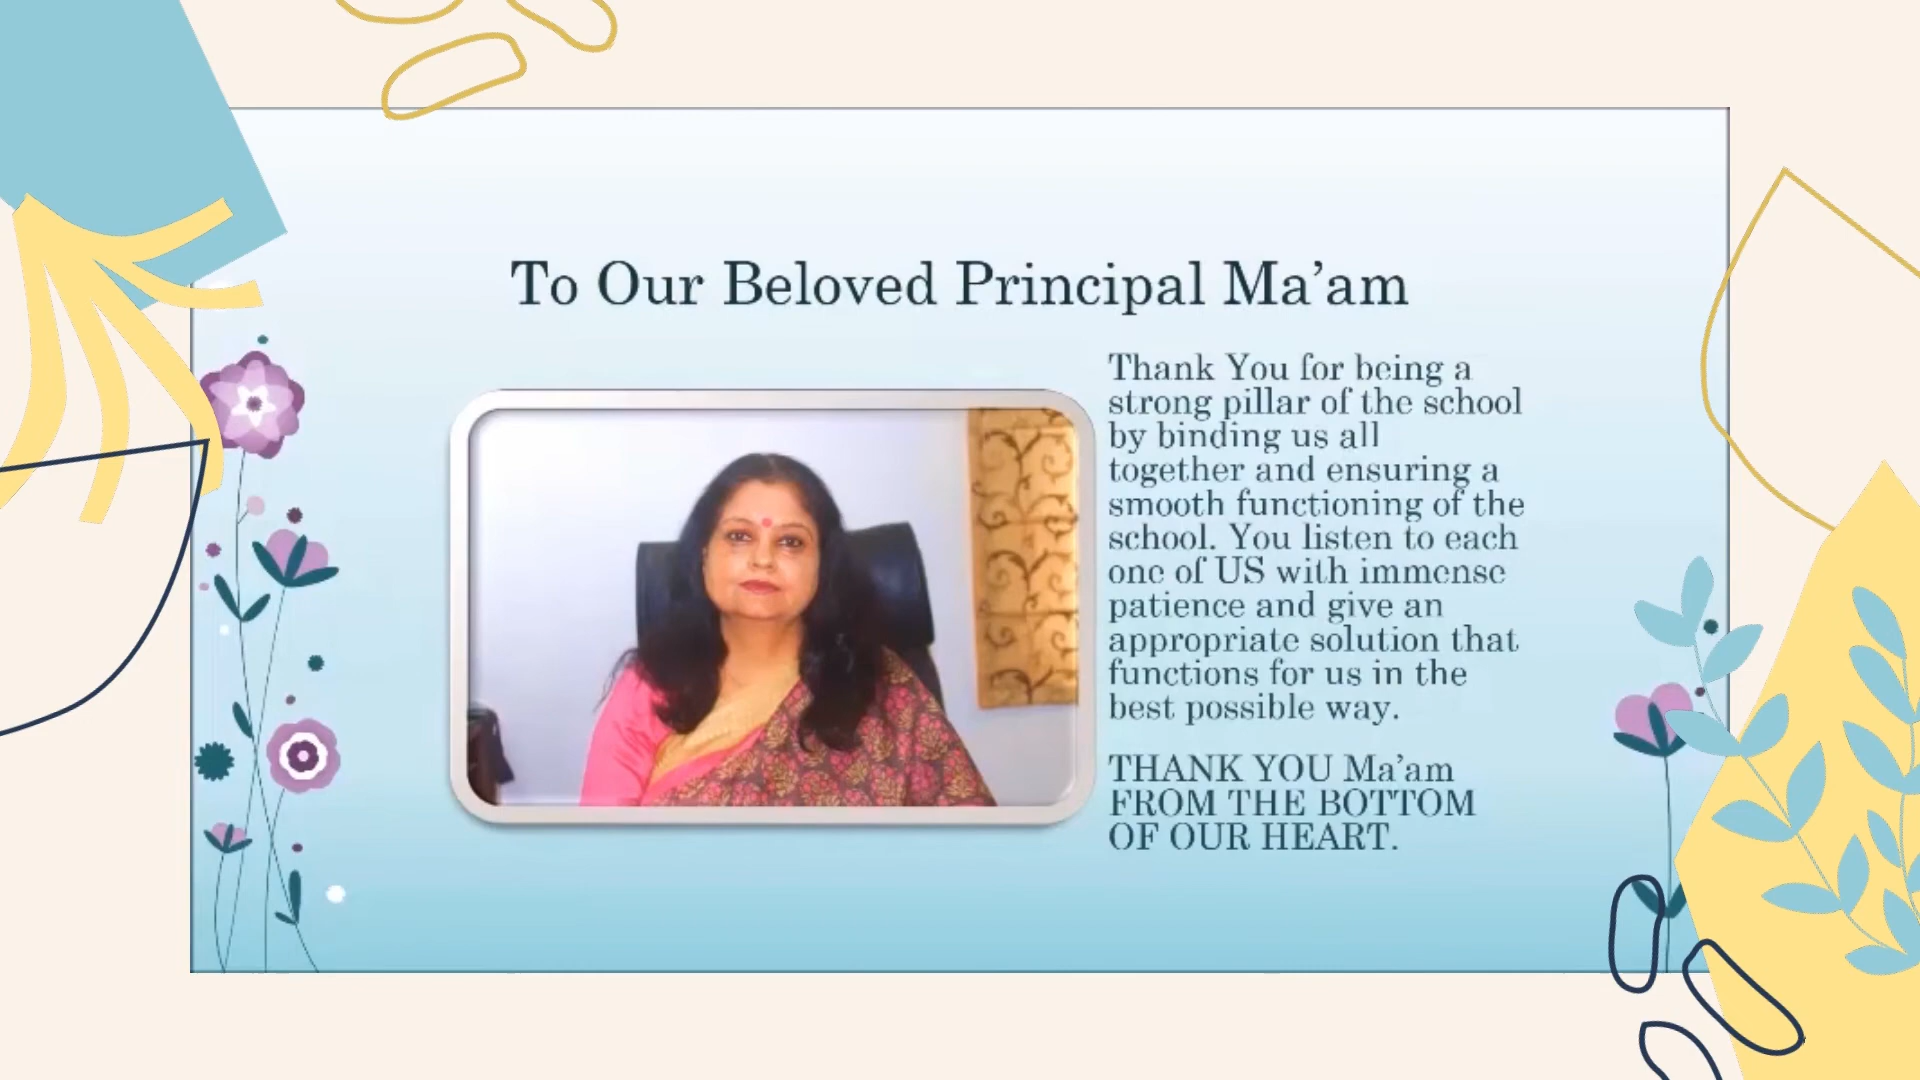 To Our Beloved Principal Ma’am
Thank You for being a
strong pillar of the school
by binding us all
together and ensuring a
smooth functioning of the
school. You listen to each
one of US with immense
patience and give an
appropriate solution that
functions for us in the
best possible way.
THANK YOU Ma’am
FROM THE BOTTOM
OF OUR HEART.